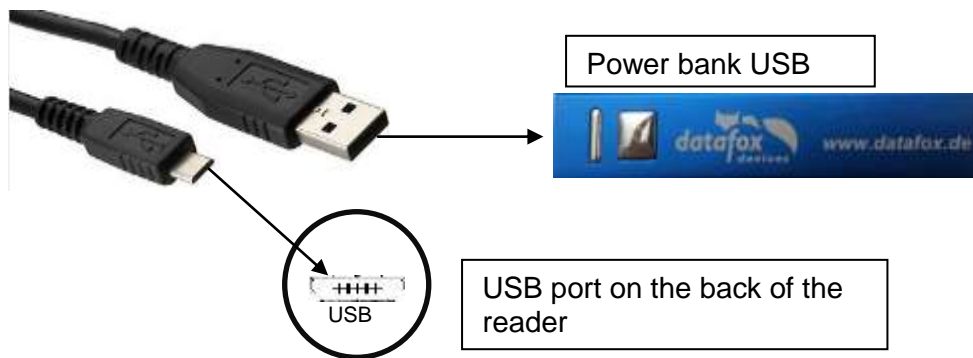 Power bank USB
datafox
devices
www.datafox.de
USB
USB port on the back of the
reader